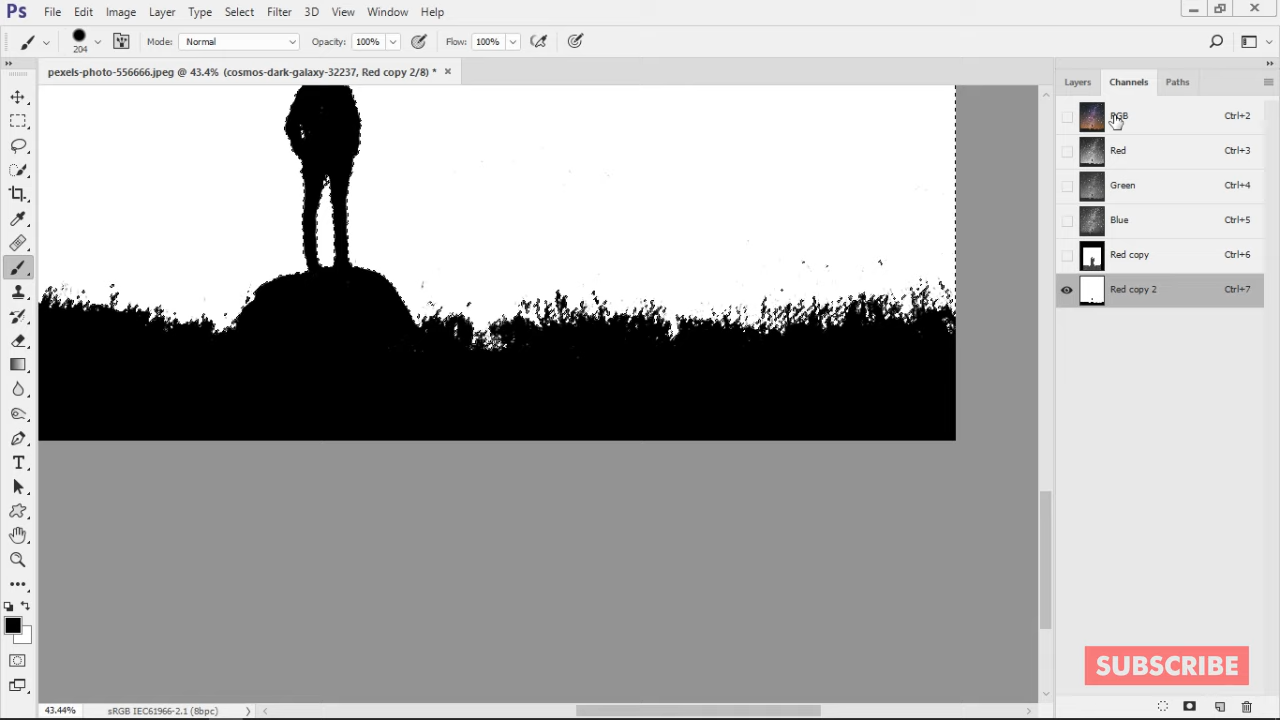 Ps File Edit Image Layer Type Select Filter 3D View Window Help
204 Mode: Normal Opacity: 100% Flow: 100%
pexels-photo-556666.jpeg @ 43.4% (cosmos-dark-galaxy-32237, Red copy 2/8) * ×
Layers Channels Paths
RGB Ctrl+2
Red Ctrl+3
Green Ctrl+4
Blue Ctrl+5
Red copy Ctrl+6
Red copy 2 Ctrl+7
SUBSCRIBE
43.44% sRGB IEC61966-2.1 (8bpc)